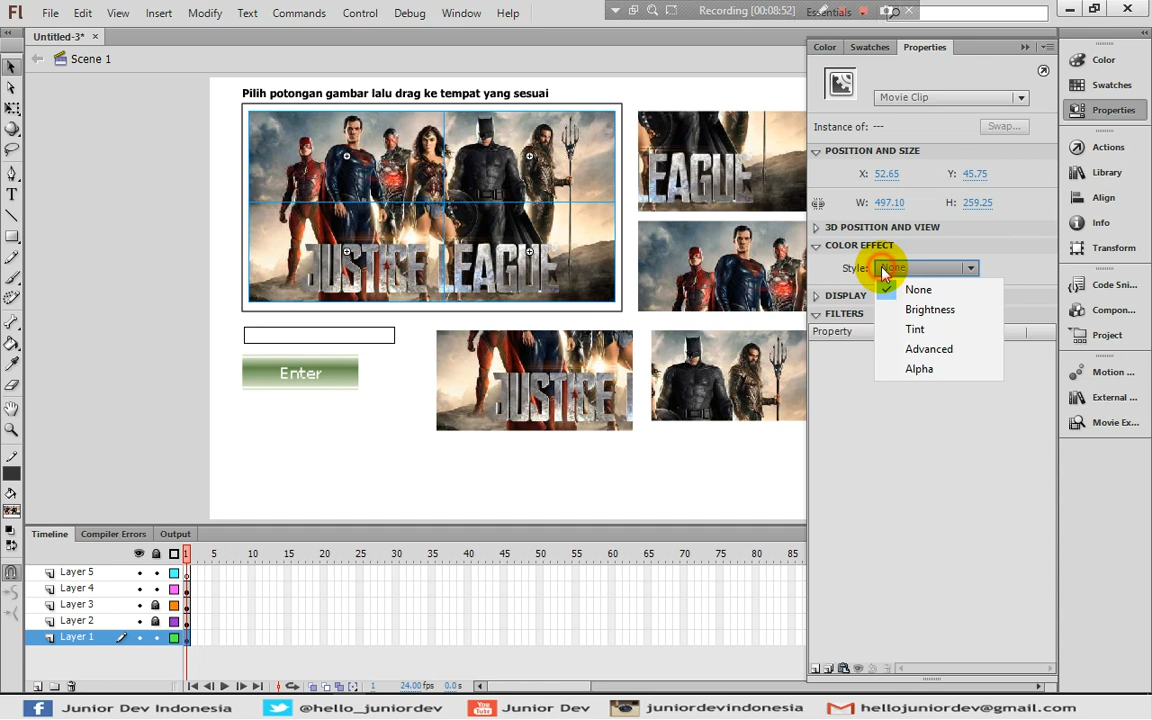 Fl File Edit View Insert Modify Text Commands Control Debug Window Help
Recording [00:08:52] Essentials
Untitled-3* ×
Scene 1
Pilih potongan gambar lalu drag ke tempat yang sesuai
JUSTICE LEAGUE
LEAGUE
Enter
JUSTICE
Color Swatches Properties
Movie Clip
Instance of: --- Swap...
POSITION AND SIZE
X: 52.65 Y: 45.75
W: 497.10 H: 259.25
3D POSITION AND VIEW
COLOR EFFECT
Style: None
None
Brightness
Tint
Advanced
Alpha
DISPLAY
FILTERS
Property
Color
Swatches
Properties
Actions
Library
Align
Info
Transform
Code Sni...
Compon...
Project
Motion ...
External ...
Movie Ex...
Timeline Compiler Errors Output
1 5 10 15 20 25 30 35 40 45 50 55 60 65 70 75 80 85
Layer 5
Layer 4
Layer 3
Layer 2
Layer 1
1 24.00 fps 0.0 s
Junior Dev Indonesia @hello_juniordev Junior Dev juniordevindonesia hellojuniordev@gmail.com